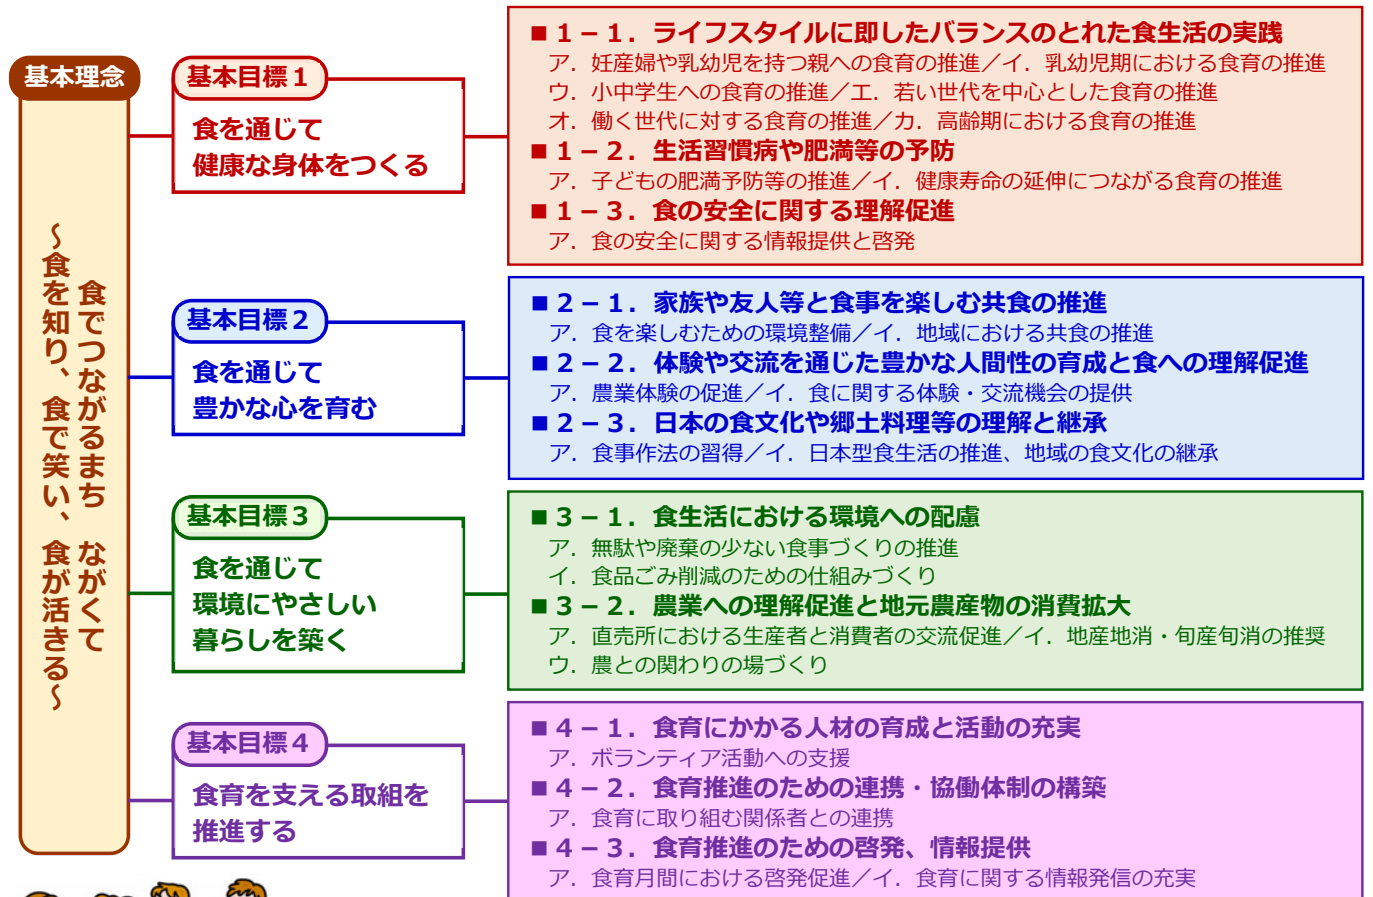 基本理念
食でつながるまち　ながくて
～食を知り、食で笑い、食が活きる～
基本目標１
食を通じて
健康な身体をつくる
■１－１．ライフスタイルに即したバランスのとれた食生活の実践
ア．妊産婦や乳幼児を持つ親への食育の推進／イ．乳幼児期における食育の推進
ウ．小中学生への食育の推進／エ．若い世代を中心とした食育の推進
オ．働く世代に対する食育の推進／カ．高齢期における食育の推進
■１－２．生活習慣病や肥満等の予防
ア．子どもの肥満予防等の推進／イ．健康寿命の延伸につながる食育の推進
■１－３．食の安全に関する理解促進
ア．食の安全に関する情報提供と啓発
基本目標２
食を通じて
豊かな心を育む
■２－１．家族や友人等と食事を楽しむ共食の推進
ア．食を楽しむための環境整備／イ．地域における共食の推進
■２－２．体験や交流を通じた豊かな人間性の育成と食への理解促進
ア．農業体験の促進／イ．食に関する体験・交流機会の提供
■２－３．日本の食文化や郷土料理等の理解と継承
ア．食事作法の習得／イ．日本型食生活の推進、地域の食文化の継承
基本目標３
食を通じて
環境にやさしい
暮らしを築く
■３－１．食生活における環境への配慮
ア．無駄や廃棄の少ない食事づくりの推進
イ．食品ごみ削減のための仕組みづくり
■３－２．農業への理解促進と地元農産物の消費拡大
ア．直売所における生産者と消費者の交流促進／イ．地産地消・旬産旬消の推奨
ウ．農との関わりの場づくり
基本目標４
食育を支える取組を
推進する
■４－１．食育にかかる人材の育成と活動の充実
ア．ボランティア活動への支援
■４－２．食育推進のための連携・協働体制の構築
ア．食育に取り組む関係者との連携
■４－３．食育推進のための啓発、情報提供
ア．食育月間における啓発促進／イ．食育に関する情報発信の充実